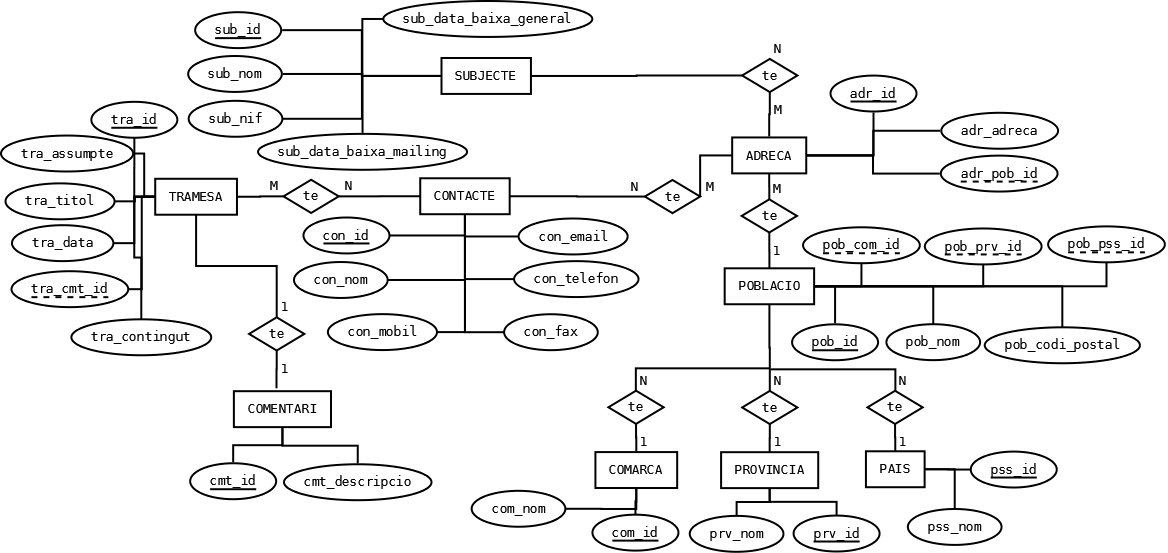 sub_data_baixa_general
sub_id
N
sub_nom
SUBJECTE
te
adr_id
M
sub_nif
tra_id
adr_adreca
tra_assumpte
sub_data_baixa_mailing
ADRECA
adr_pob_id
M
N
N
M
M
TRAMESA
te
CONTACTE
te
tra_titol
te
con_id
con_email
tra_data
pob_com_id
pob_prv_id
pob_pss_id
1
con_nom
con_telefon
POBLACIO
tra_cmt_id
1
tra_contingut
te
con_mobil
con_fax
pob_id
pob_nom
pob_codi_postal
1
N
N
N
COMENTARI
te
te
te
1
1
1
COMARCA
PROVINCIA
PAIS
pss_id
cmt_id
cmt_descripcio
com_nom
com_id
prv_nom
prv_id
pss_nom